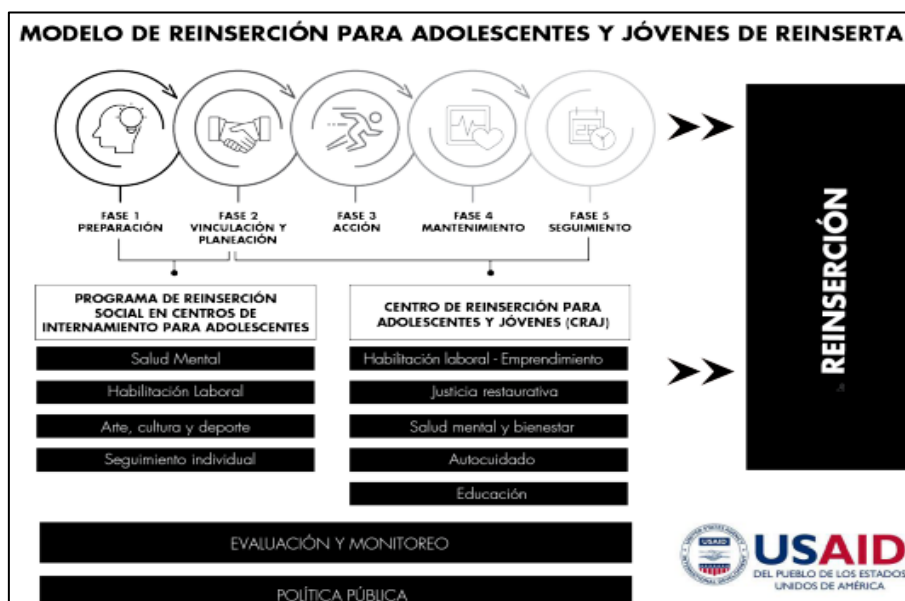 MODELO DE REINSERCIÓN PARA ADOLESCENTES Y JÓVENES DE REINSERTA
FASE 1
PREPARACIÓN
FASE 2
VINCULACIÓN Y
PLANEACIÓN
FASE 3
ACCIÓN
FASE 4
MANTENIMIENTO
FASE 5
SEGUIMIENTO
PROGRAMA DE REINSERCIÓN
SOCIAL EN CENTROS DE
INTERNAMIENTO PARA ADOLESCENTES
Salud Mental
Habilitación Laboral
Arte, cultura y deporte
Seguimiento individual
CENTRO DE REINSERCIÓN PARA
ADOLESCENTES Y JÓVENES (CRAJ)
Habilitación laboral - Emprendimiento
Justicia restaurativa
Salud mental y bienestar
Autocuidado
Educación
REINSERCIÓN
EVALUACIÓN Y MONITOREO
POLÍTICA PÚBLICA
USAID
USAID
DEL PUEBLO DE LOS ESTADOS
UNIDOS DE AMÉRICA